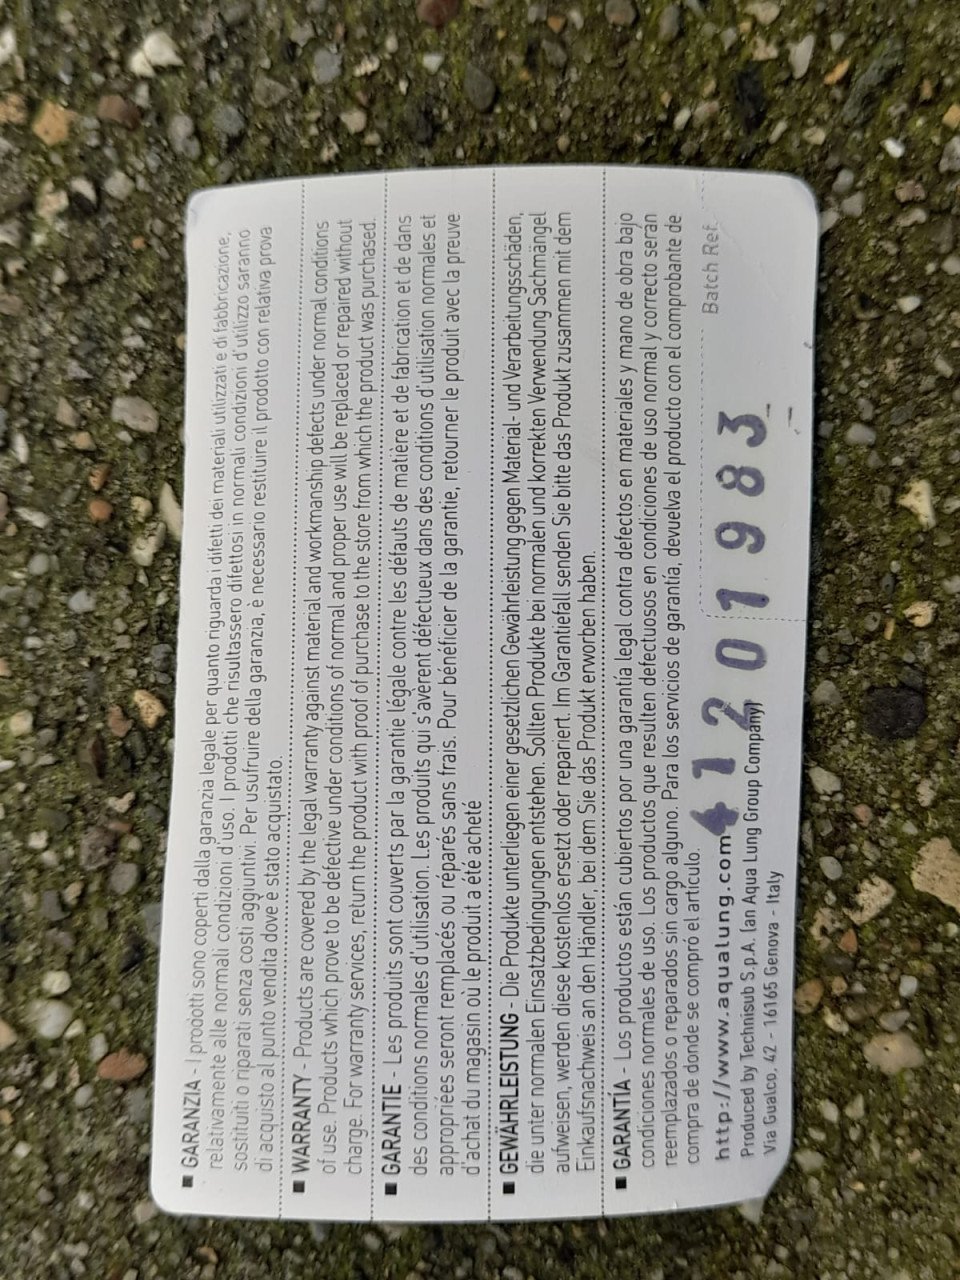 ■ GARANZIA - I prodotti sono coperti dalla garanzia legale per quanto riguarda i difetti dei materiali utilizzati e di fabbricazione,
relativamente alle normali condizioni d'uso. I prodotti che risultassero difettosi in normali condizioni d'utilizzo saranno
sostituiti o riparati senza costi aggiuntivi. Per usufruire della garanzia, è necessario restituire il prodotto con relativa prova
di acquisto al punto vendita dove è stato acquistato.
■ WARRANTY - Products are covered by the legal warranty against material and workmanship defects under normal conditions
of use. Products which prove to be defective under conditions of normal and proper use will be replaced or repaired without
charge. For warranty services, return the product with proof of purchase to the store from which the product was purchased.
■ GARANTIE - Les produits sont couverts par la garantie légale contre les défauts de matière et de fabrication et de dans
des conditions normales d'utilisation. Les produits qui s'avèrent défectueux dans des conditions d'utilisation normales et
appropriées seront remplacés ou réparés sans frais. Pour bénéficier de la garantie, retourner le produit avec la preuve
d'achat du magasin où le produit a été acheté
■ GEWÄHRLEISTUNG - Die Produkte unterliegen einer gesetzlichen Gewährleistung gegen Material - und Verarbeitungsschäden,
die unter normalen Einsatzbedingungen entstehen. Sollten Produkte bei normalen und korrekten Verwendung Sachmängel
aufweisen, werden diese kostenlos ersetzt oder repariert. Im Garantiefall senden Sie bitte das Produkt zusammen mit dem
Einkaufsnachweis an den Händler, bei dem Sie das Produkt erworben haben.
■ GARANTÍA - Los productos están cubiertos por una garantía legal contra defectos en materiales y mano de obra bajo
condiciones normales de uso. Los productos que resulten defectuosos en condiciones de uso normal y correcto serán
reemplazados o reparados sin cargo alguno. Para los servicios de garantía, devuelva el producto con el comprobante de
compra de donde se compró el artículo.
http://www.aqualung.com
41201983
Batch Ref.
Produced by Technisub S.p.A. (an Aqua Lung Group Company)
Via Gualco, 42 - 16165 Genova - Italy